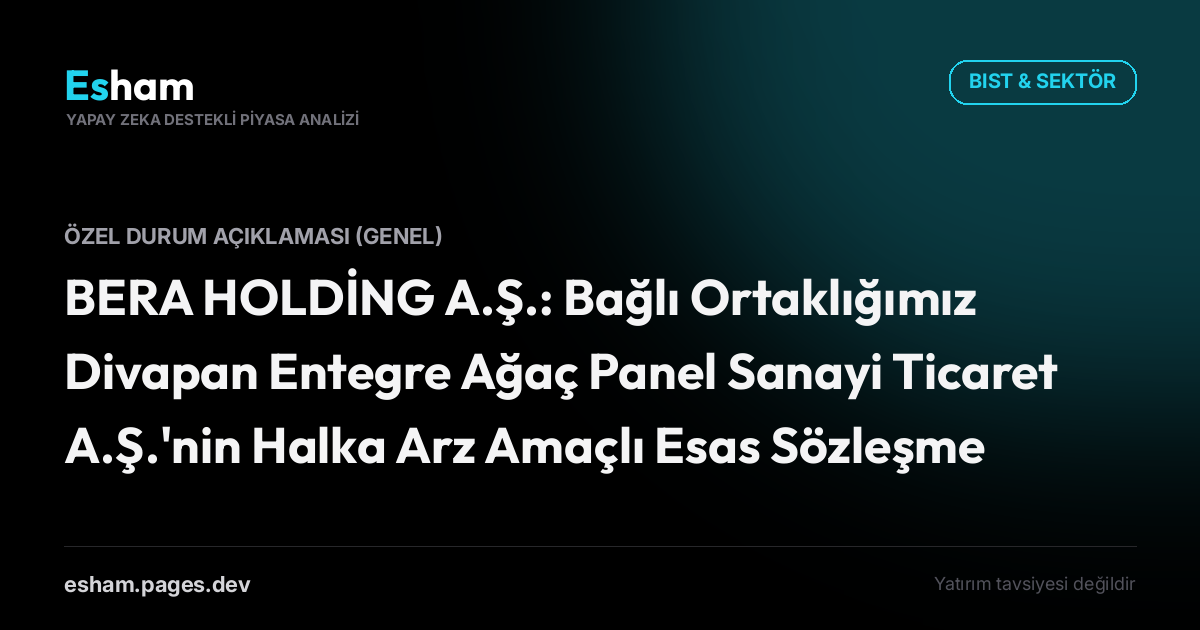 Esham
YAPAY ZEKA DESTEKLİ PİYASA ANALİZİ
BIST & SEKTÖR
ÖZEL DURUM AÇIKLAMASI (GENEL)
BERA HOLDİNG A.Ş.: Bağlı Ortaklığımız
Divapan Entegre Ağaç Panel Sanayi Ticaret
A.Ş.'nin Halka Arz Amaçlı Esas Sözleşme
esham.pages.dev
Yatırım tavsiyesi değildir